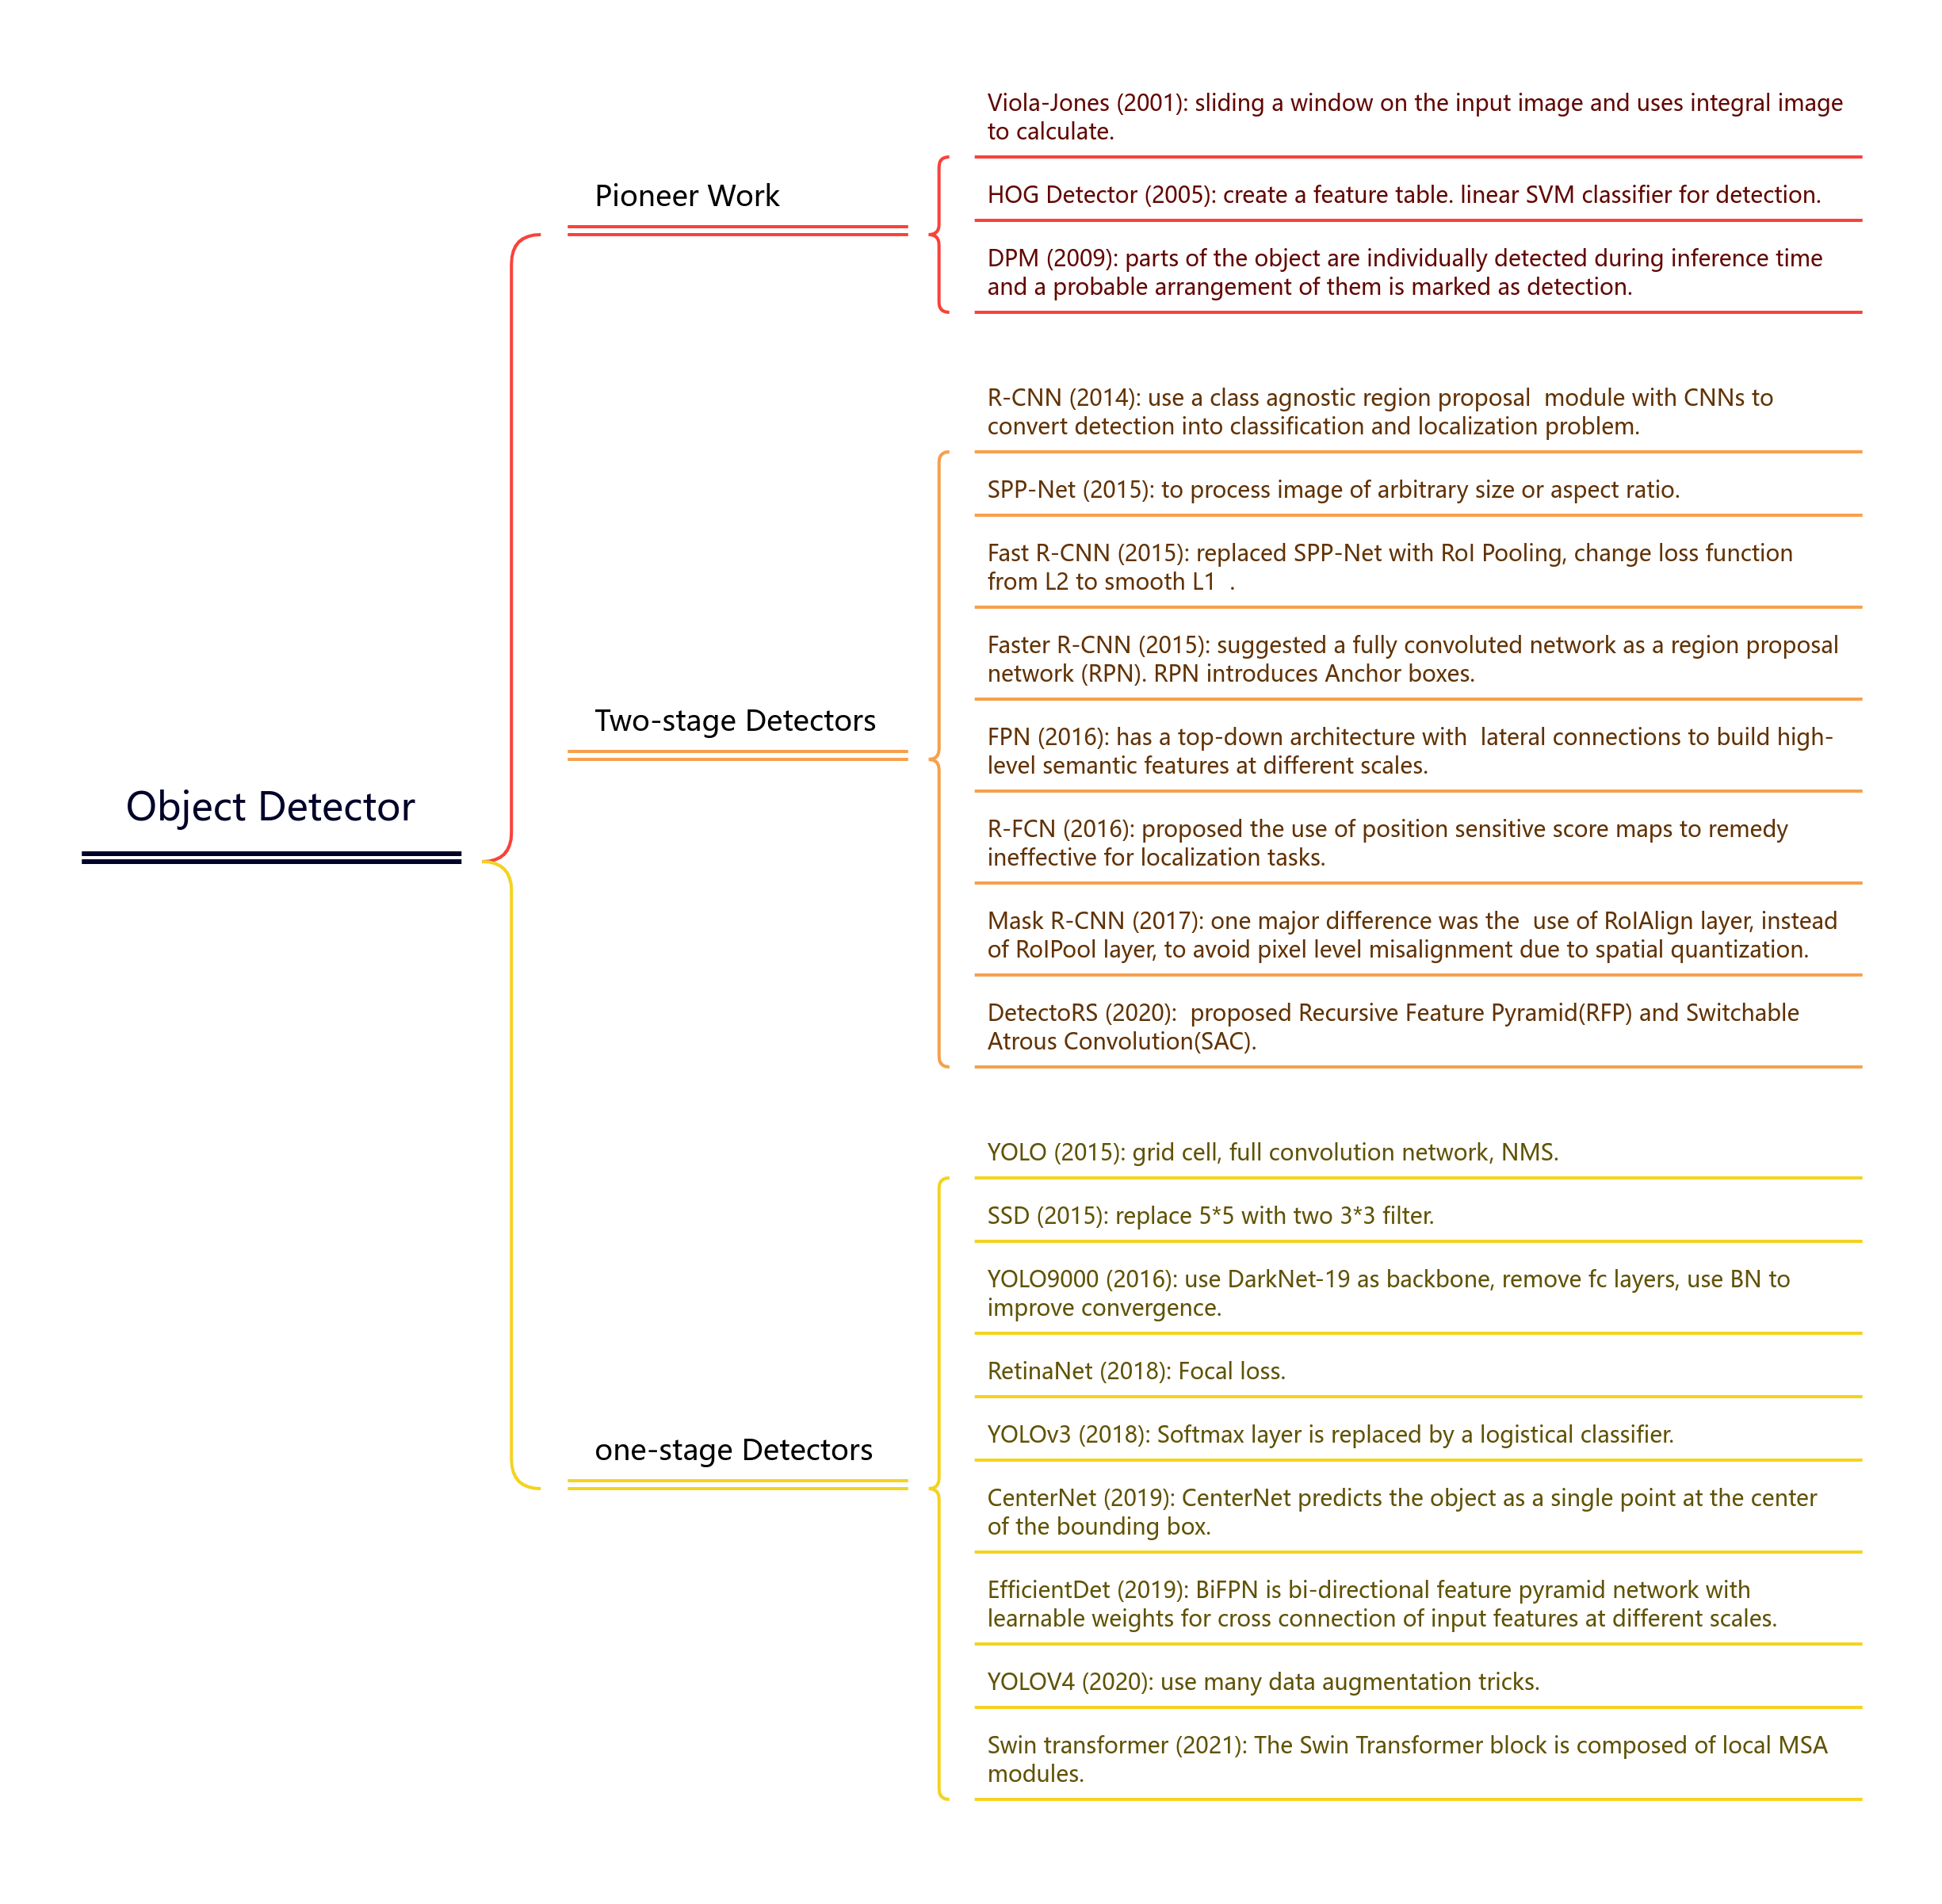 Object Detector
Pioneer Work
Viola-Jones (2001): sliding a window on the input image and uses integral image
to calculate.
HOG Detector (2005): create a feature table. linear SVM classifier for detection.
DPM (2009): parts of the object are individually detected during inference time
and a probable arrangement of them is marked as detection.
Two-stage Detectors
R-CNN (2014): use a class agnostic region proposal  module with CNNs to
convert detection into classification and localization problem.
SPP-Net (2015): to process image of arbitrary size or aspect ratio.
Fast R-CNN (2015): replaced SPP-Net with RoI Pooling, change loss function
from L2 to smooth L1  .
Faster R-CNN (2015): suggested a fully convoluted network as a region proposal
network (RPN). RPN introduces Anchor boxes.
FPN (2016): has a top-down architecture with  lateral connections to build high-
level semantic features at different scales.
R-FCN (2016): proposed the use of position sensitive score maps to remedy
ineffective for localization tasks.
Mask R-CNN (2017): one major difference was the  use of RoIAlign layer, instead
of RoIPool layer, to avoid pixel level misalignment due to spatial quantization.
DetectoRS (2020):  proposed Recursive Feature Pyramid(RFP) and Switchable
Atrous Convolution(SAC).
one-stage Detectors
YOLO (2015): grid cell, full convolution network, NMS.
SSD (2015): replace 5*5 with two 3*3 filter.
YOLO9000 (2016): use DarkNet-19 as backbone, remove fc layers, use BN to
improve convergence.
RetinaNet (2018): Focal loss.
YOLOv3 (2018): Softmax layer is replaced by a logistical classifier.
CenterNet (2019): CenterNet predicts the object as a single point at the center
of the bounding box.
EfficientDet (2019): BiFPN is bi-directional feature pyramid network with
learnable weights for cross connection of input features at different scales.
YOLOV4 (2020): use many data augmentation tricks.
Swin transformer (2021): The Swin Transformer block is composed of local MSA
modules.